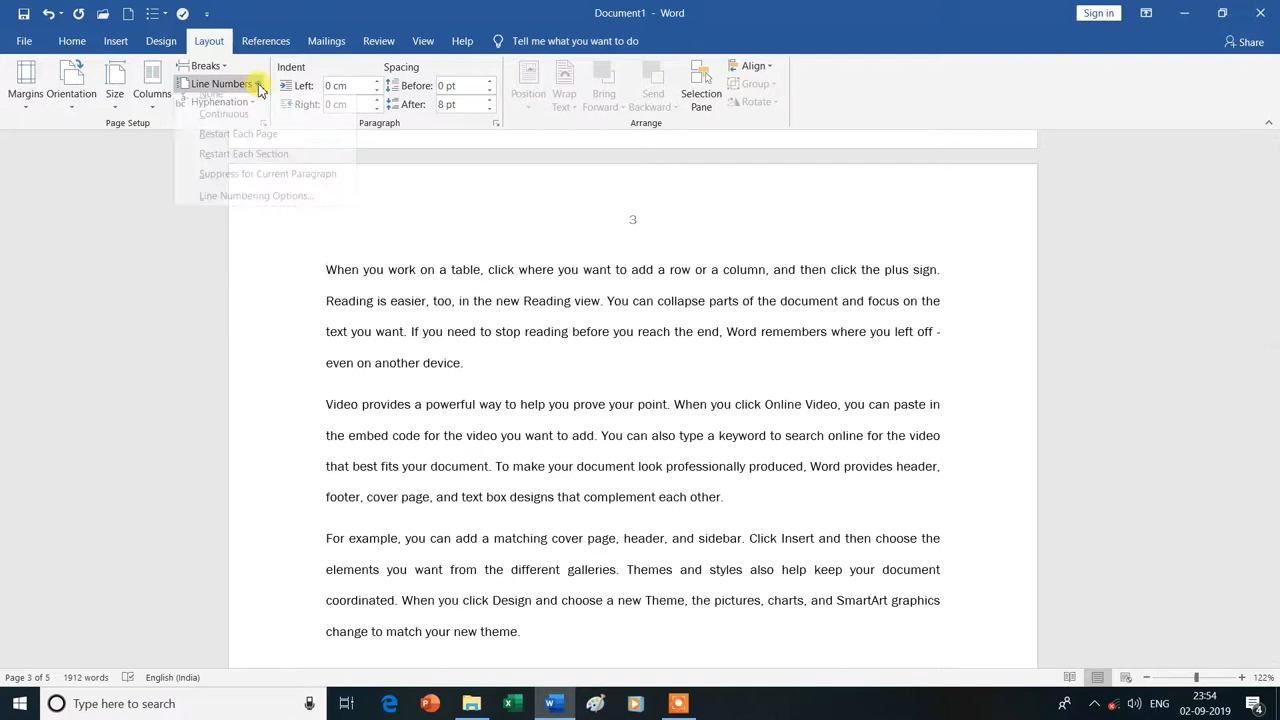 Document1 - Word
Sign in
File Home Insert Design Layout References Mailings Review View Help Tell me what you want to do
Share
Breaks
Line Numbers
Hyphenation
Margins Orientation Size Columns
Page Setup
Indent
Left: 0 cm
Right: 0 cm
Spacing
Before: 0 pt
After: 8 pt
Paragraph
Position
Wrap
Text
Bring
Forward
Send
Backward
Selection
Pane
Align
Group
Rotate
Arrange
None
Continuous
Restart Each Page
Restart Each Section
Suppress for Current Paragraph
Line Numbering Options...
3
When you work on a table, click where you want to add a row or a column, and then click the plus sign.
Reading is easier, too, in the new Reading view. You can collapse parts of the document and focus on the
text you want. If you need to stop reading before you reach the end, Word remembers where you left off -
even on another device.
Video provides a powerful way to help you prove your point. When you click Online Video, you can paste in
the embed code for the video you want to add. You can also type a keyword to search online for the video
that best fits your document. To make your document look professionally produced, Word provides header,
footer, cover page, and text box designs that complement each other.
For example, you can add a matching cover page, header, and sidebar. Click Insert and then choose the
elements you want from the different galleries. Themes and styles also help keep your document
coordinated. When you click Design and choose a new Theme, the pictures, charts, and SmartArt graphics
change to match your new theme.
Page 3 of 5 1912 words English (India)
122%
Type here to search
ENG
23:54
02-09-2019
4